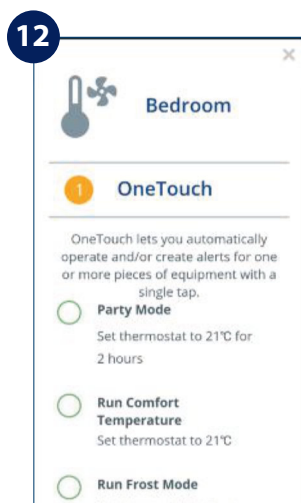 12
×
Bedroom
1 OneTouch
OneTouch lets you automatically
operate and/or create alerts for one
or more pieces of equipment with a
single tap.
Party Mode
Set thermostat to 21℃ for
2 hours
Run Comfort
Temperature
Set thermostat to 21℃
Run Frost Mode